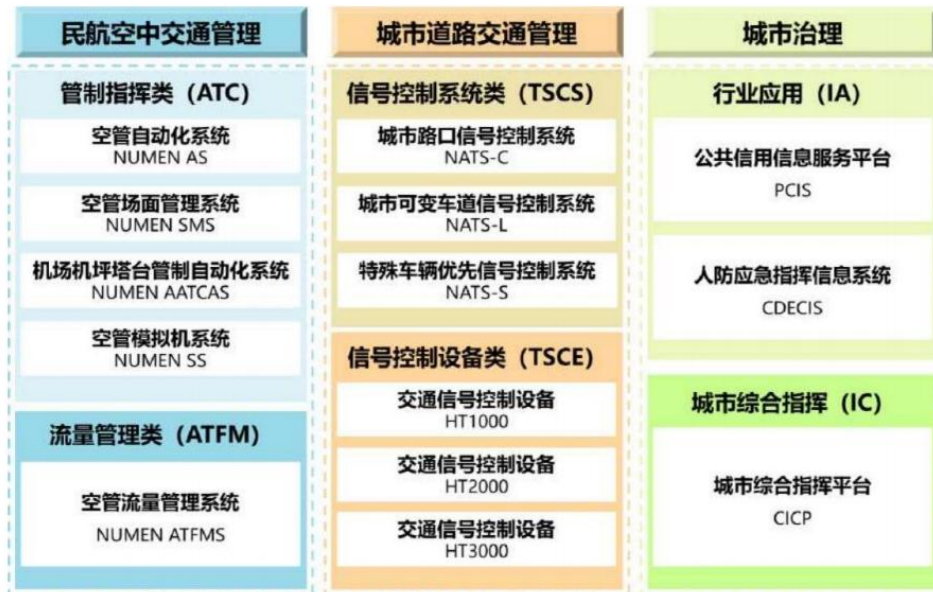 民航空中交通管理
管制指挥类（ATC）
空管自动化系统
NUMEN AS
空管场面管理系统
NUMEN SMS
机场机坪塔台管制自动化系统
NUMEN AATCAS
空管模拟机系统
NUMEN SS
流量管理类（ATFM）
空管流量管理系统
NUMEN ATFMS
城市道路交通管理
信号控制系统类（TSCS）
城市路口信号控制系统
NATS-C
城市可变车道信号控制系统
NATS-L
特殊车辆优先信号控制系统
NATS-S
信号控制设备类（TSCE）
交通信号控制设备
HT1000
交通信号控制设备
HT2000
交通信号控制设备
HT3000
城市治理
行业应用（IA）
公共信用信息服务平台
PCIS
人防应急指挥信息系统
CDECIS
城市综合指挥（IC）
城市综合指挥平台
CICP